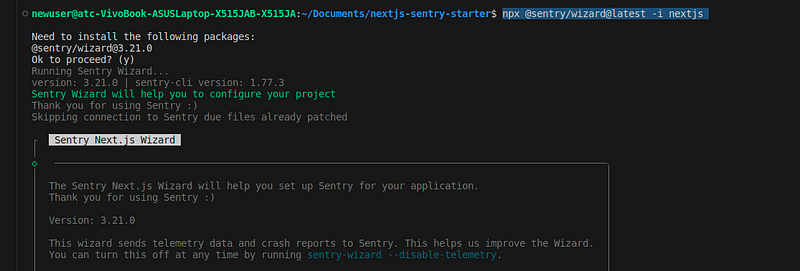 newuser@atc-VivoBook-ASUSLaptop-X515JAB-X515JA:~/Documents/nextjs-sentry-starter$ npx @sentry/wizard@latest -i nextjs
Need to install the following packages:
@sentry/wizard@3.21.0
Ok to proceed? (y)
Running Sentry Wizard...
version: 3.21.0 | sentry-cli version: 1.77.3
Sentry Wizard will help you to configure your project
Thank you for using Sentry :)
Skipping connection to Sentry due files already patched
Sentry Next.js Wizard
The Sentry Next.js Wizard will help you set up Sentry for your application.
Thank you for using Sentry :)
Version: 3.21.0
This wizard sends telemetry data and crash reports to Sentry. This helps us improve the Wizard.
You can turn this off at any time by running sentry-wizard --disable-telemetry.